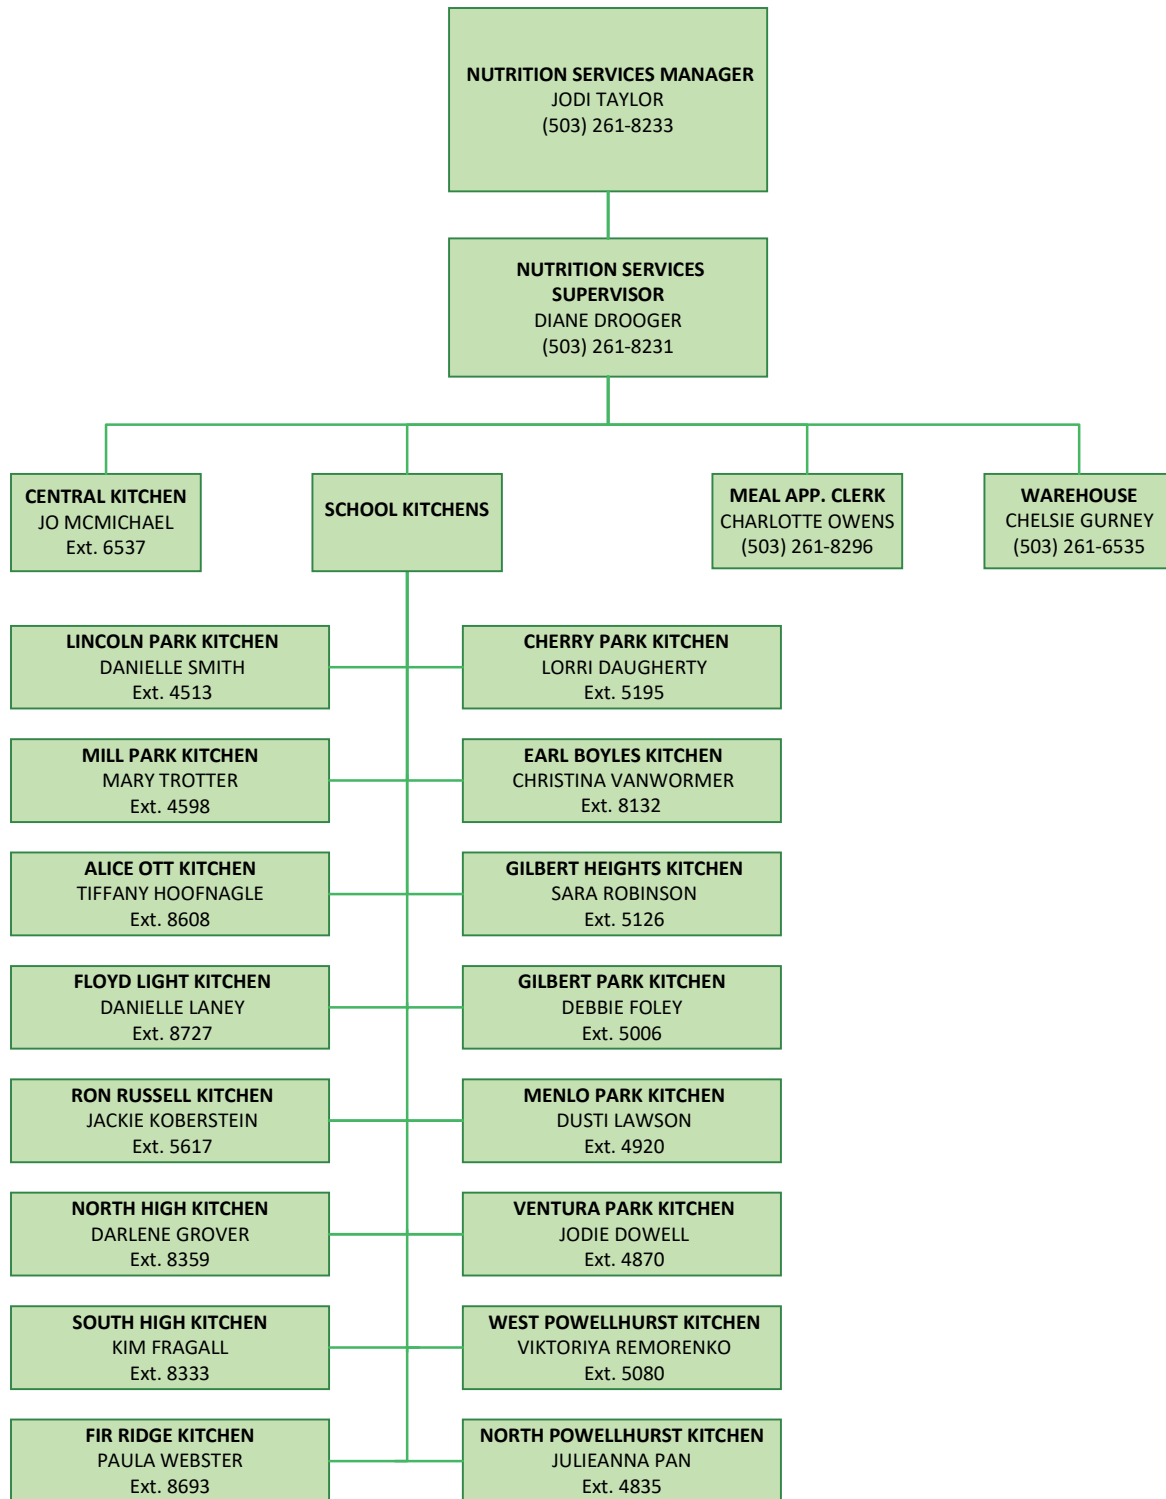 NUTRITION SERVICES MANAGER
JODI TAYLOR
(503) 261-8233
NUTRITION SERVICES
SUPERVISOR
DIANE DROOGER
(503) 261-8231
CENTRAL KITCHEN
JO MCMICHAEL
Ext. 6537
SCHOOL KITCHENS
MEAL APP. CLERK
CHARLOTTE OWENS
(503) 261-8296
WAREHOUSE
CHELSIE GURNEY
(503) 261-6535
LINCOLN PARK KITCHEN
DANIELLE SMITH
Ext. 4513
CHERRY PARK KITCHEN
LORRI DAUGHERTY
Ext. 5195
MILL PARK KITCHEN
MARY TROTTER
Ext. 4598
EARL BOYLES KITCHEN
CHRISTINA VANWORMER
Ext. 8132
ALICE OTT KITCHEN
TIFFANY HOOFNAGLE
Ext. 8608
GILBERT HEIGHTS KITCHEN
SARA ROBINSON
Ext. 5126
FLOYD LIGHT KITCHEN
DANIELLE LANEY
Ext. 8727
GILBERT PARK KITCHEN
DEBBIE FOLEY
Ext. 5006
RON RUSSELL KITCHEN
JACKIE KOBERSTEIN
Ext. 5617
MENLO PARK KITCHEN
DUSTI LAWSON
Ext. 4920
NORTH HIGH KITCHEN
DARLENE GROVER
Ext. 8359
VENTURA PARK KITCHEN
JODIE DOWELL
Ext. 4870
SOUTH HIGH KITCHEN
KIM FRAGALL
Ext. 8333
WEST POWELLHURST KITCHEN
VIKTORIYA REMORENKO
Ext. 5080
FIR RIDGE KITCHEN
PAULA WEBSTER
Ext. 8693
NORTH POWELLHURST KITCHEN
JULIEANNA PAN
Ext. 4835